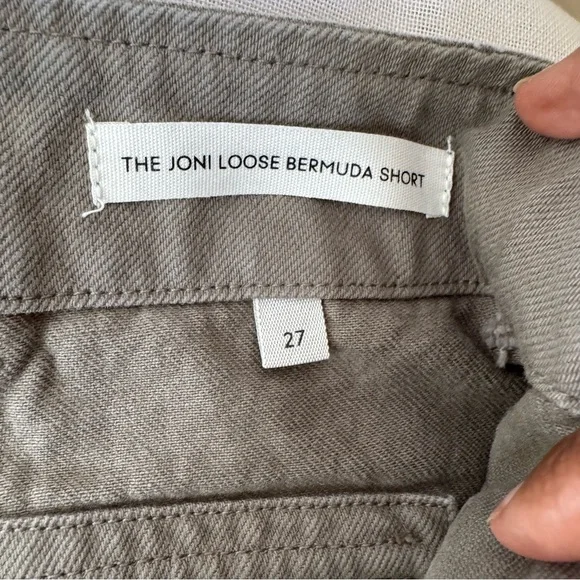 THE JONI LOOSE BERMUDA SHORT
27